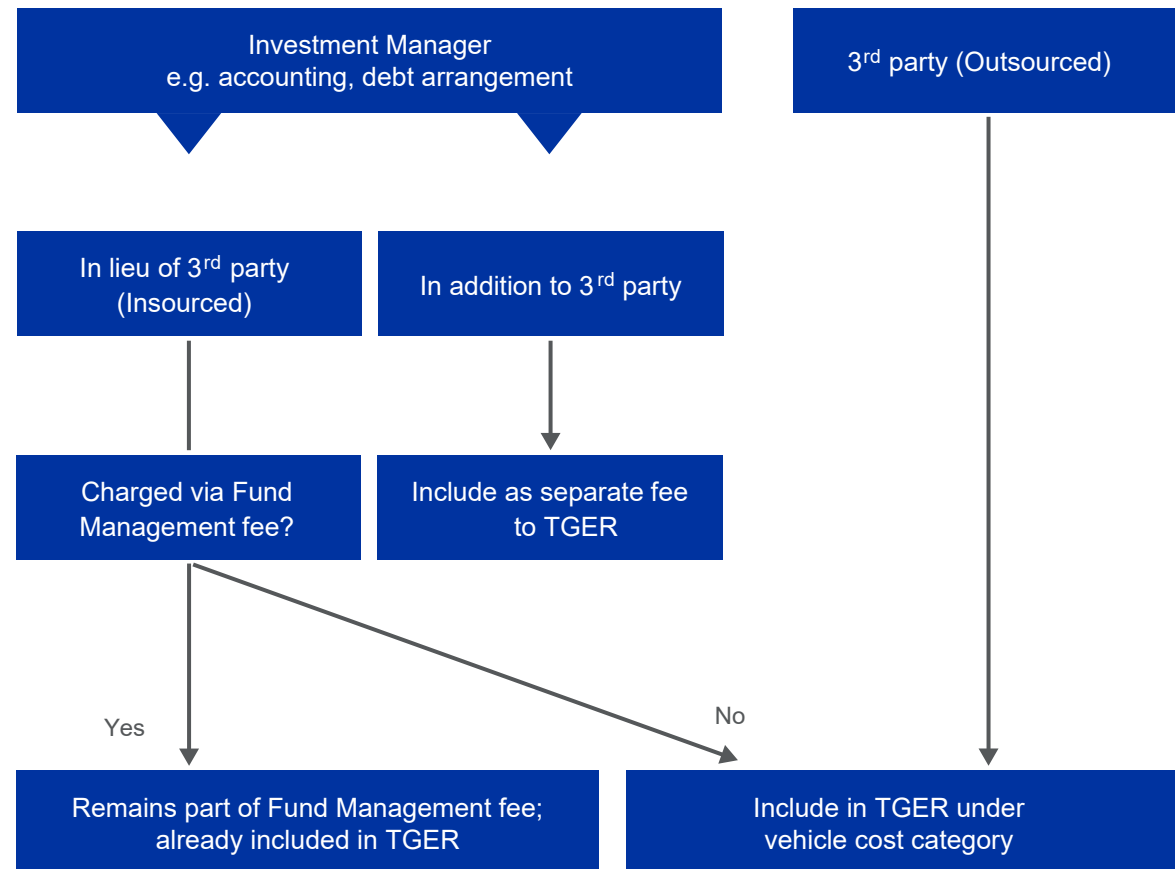 Investment Manager
e.g. accounting, debt arrangement
3rd party (Outsourced)
In lieu of 3rd party
(Insourced)
In addition to 3rd party
Charged via Fund
Management fee?
Include as separate fee
to TGER
Yes
No
Remains part of Fund Management fee;
already included in TGER
Include in TGER under
vehicle cost category